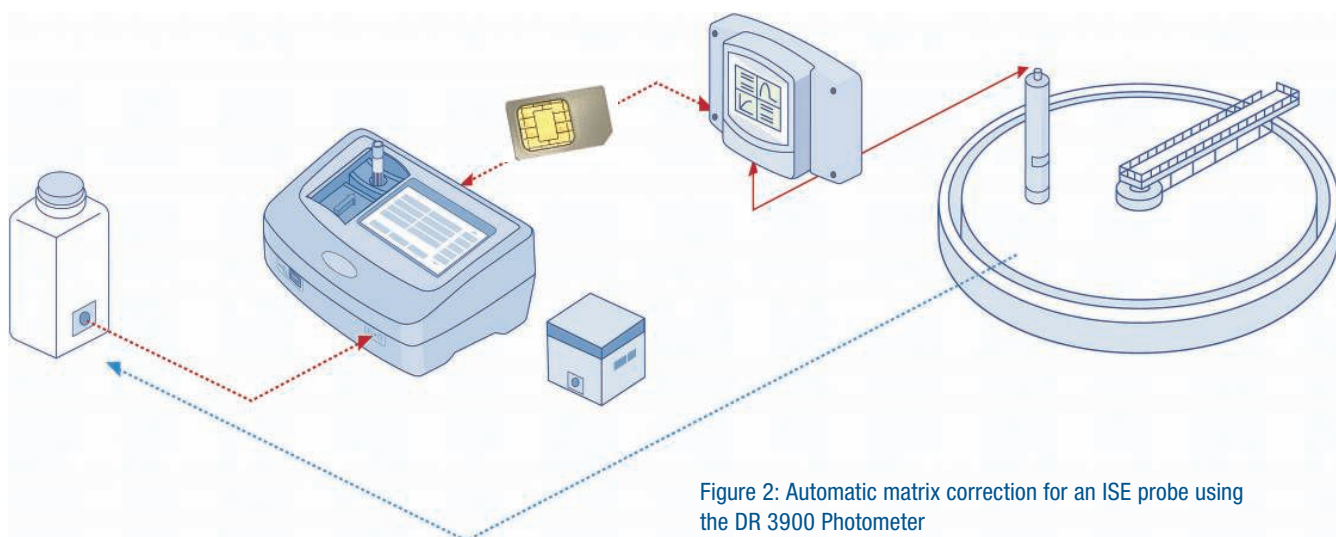 Figure 2: Automatic matrix correction for an ISE probe using
the DR 3900 Photometer